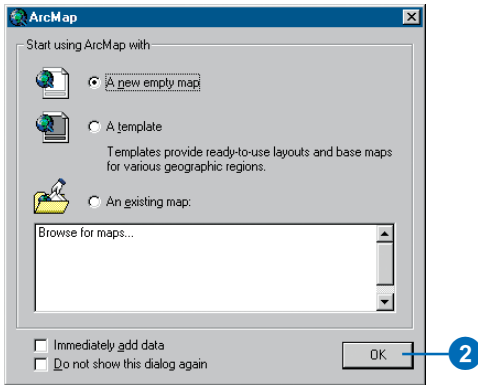 ArcMap
Start using ArcMap with
A new empty map
A template
Templates provide ready-to-use layouts and base maps
for various geographic regions.
An existing map:
Browse for maps...
Immediately add data
Do not show this dialog again
OK
2